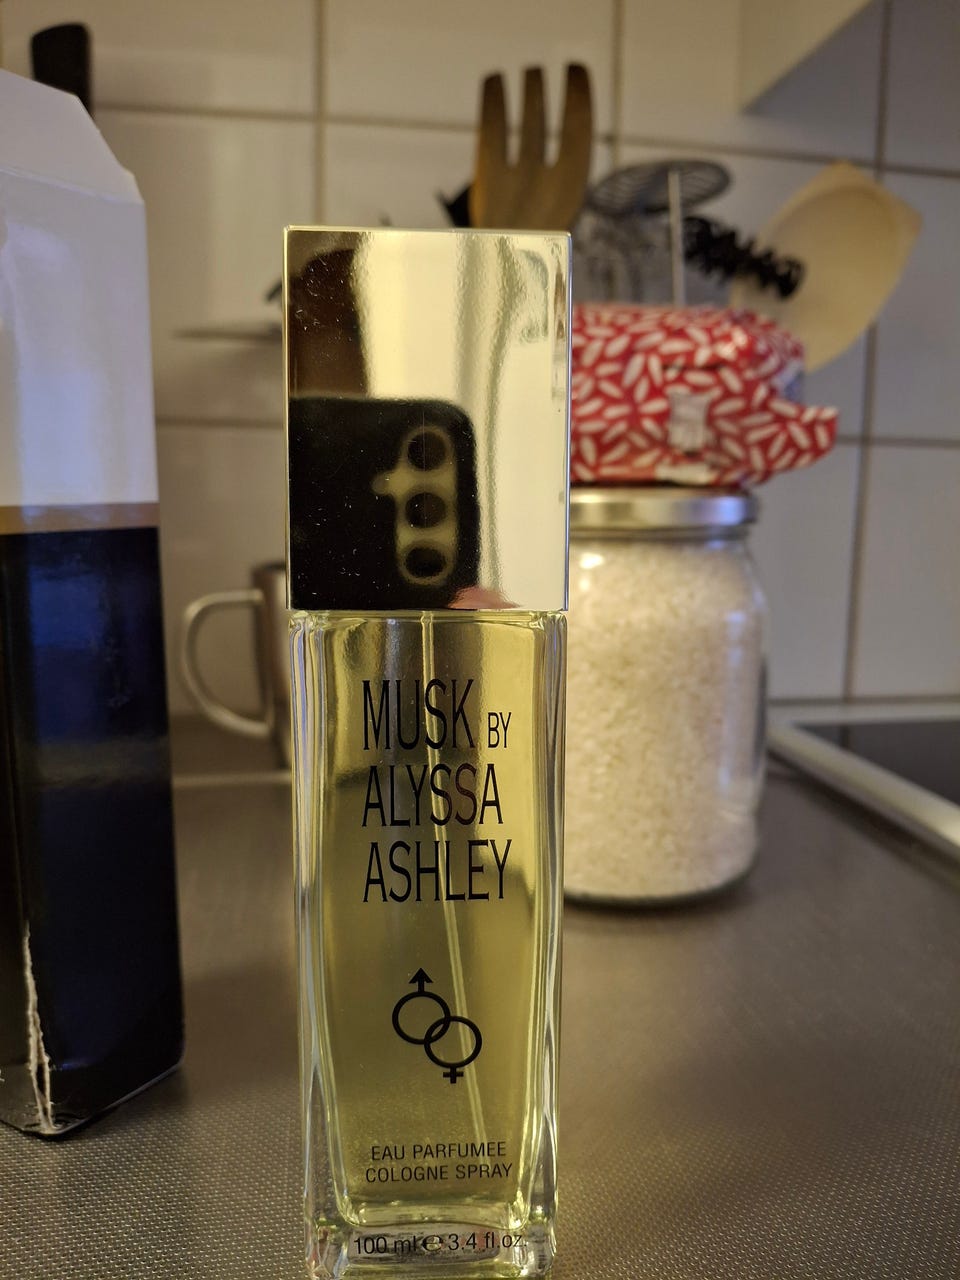 MUSK BY
ALYSSA
ASHLEY
EAU PARFUMEE
COLOGNE SPRAY
100 ml ℮ 3.4 fl.oz.